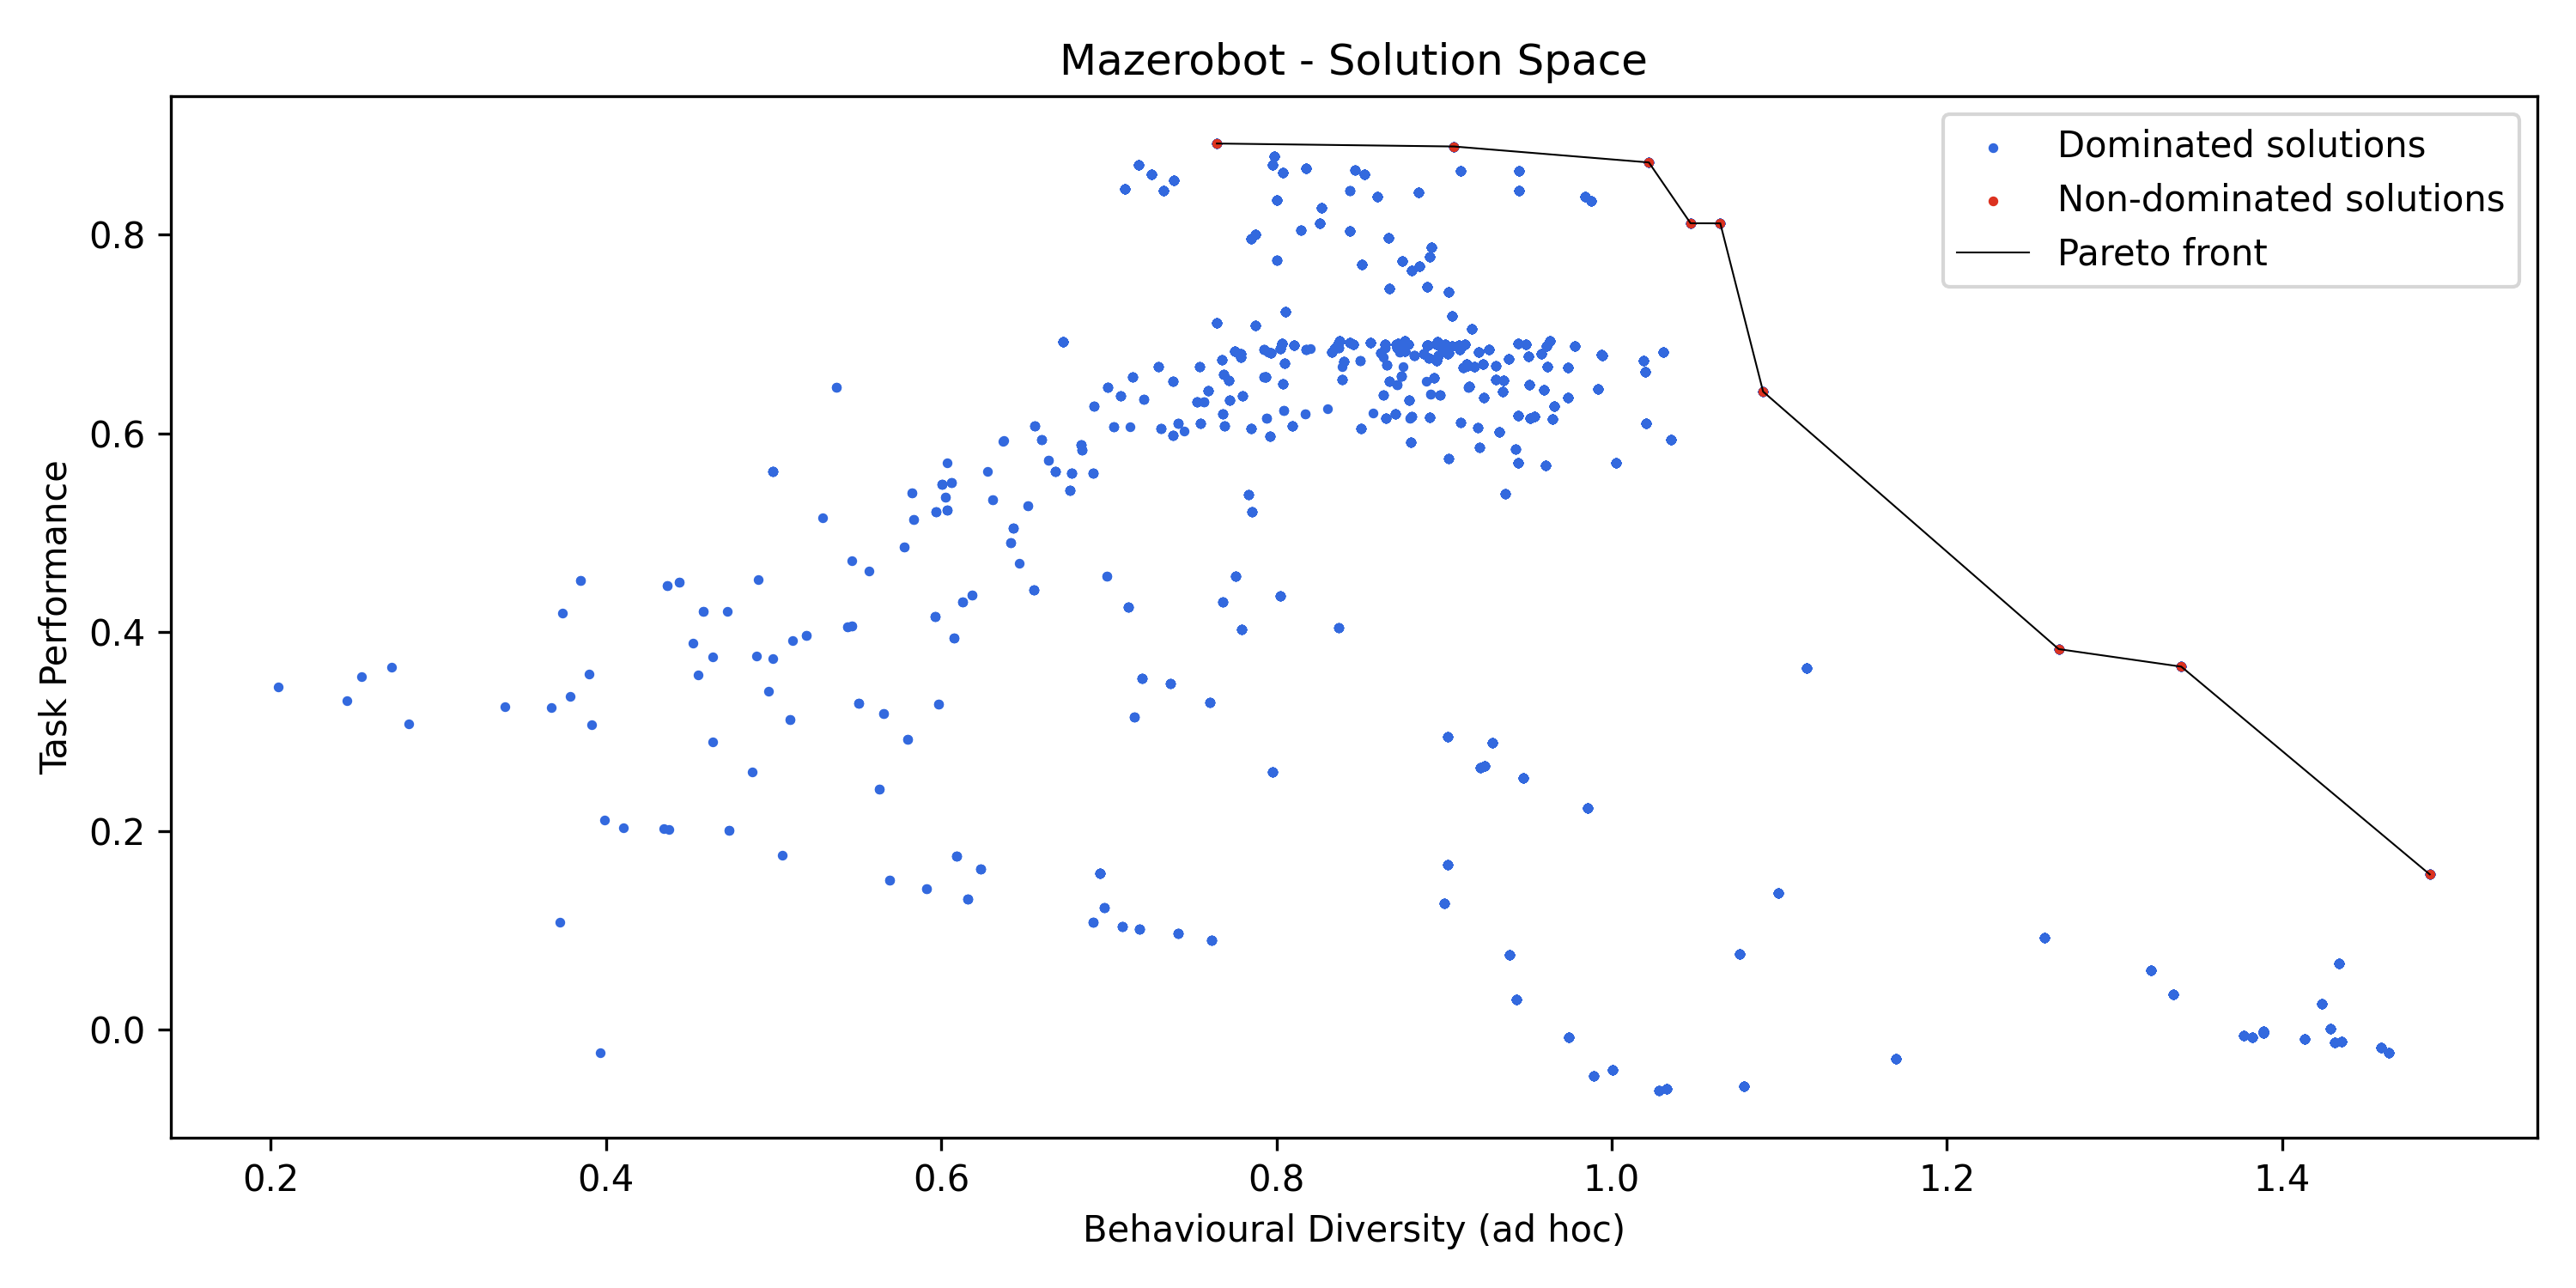 Mazerobot - Solution Space
Dominated solutions
Non-dominated solutions
Pareto front
Task Performance
0.8
0.6
0.4
0.2
0.0
0.2 0.4 0.6 0.8 1.0 1.2 1.4
Behavioural Diversity (ad hoc)